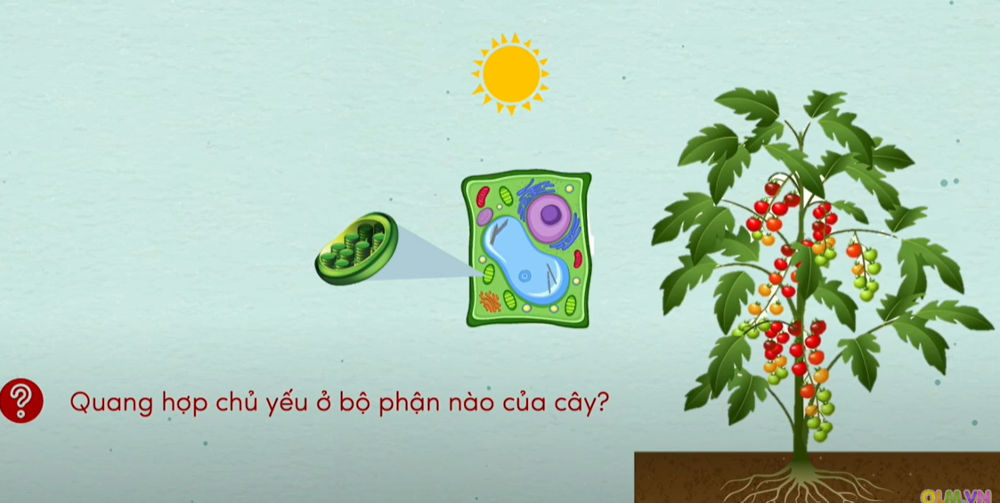 ?
Quang hợp chủ yếu ở bộ phận nào của cây?
OLM.VN